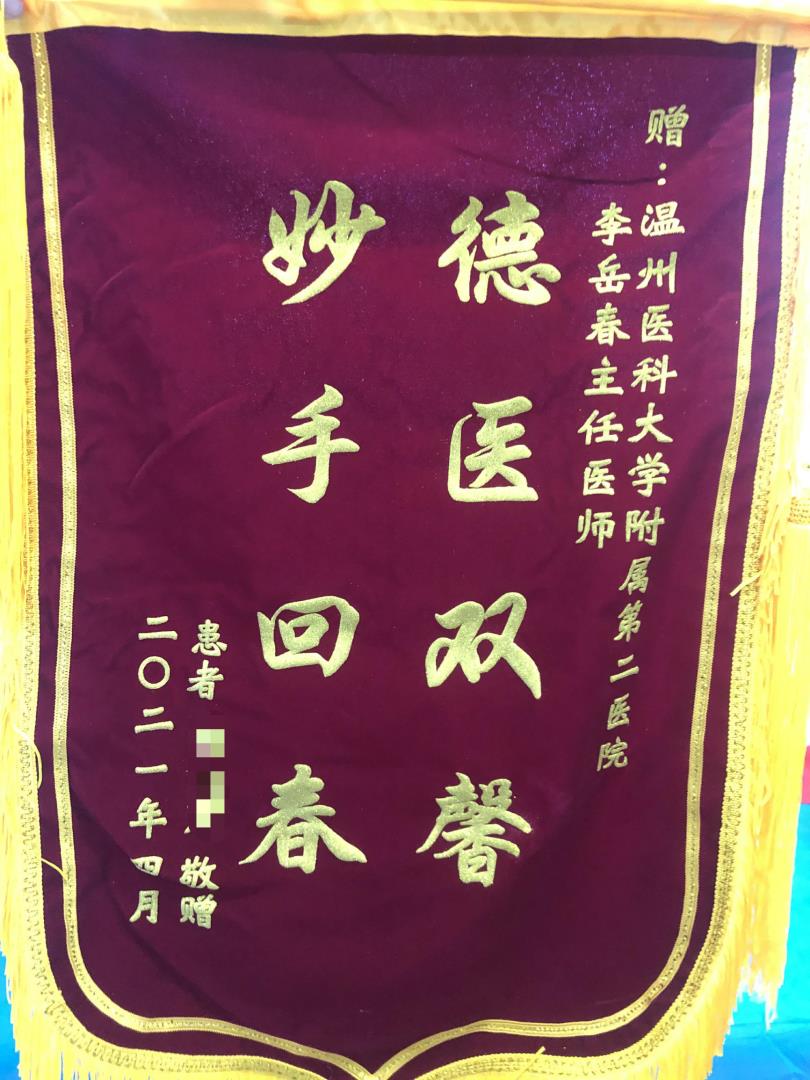 赠：温州医科大学附属第二医院
李岳春主任医师
德医双馨
妙手回春
患者 敬赠
二〇二一年四月